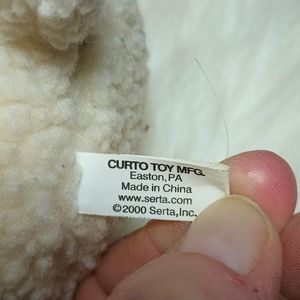 CURTO TOY MFG.
Easton, PA
Made in China
www.serta.com
©2000 Serta, Inc.